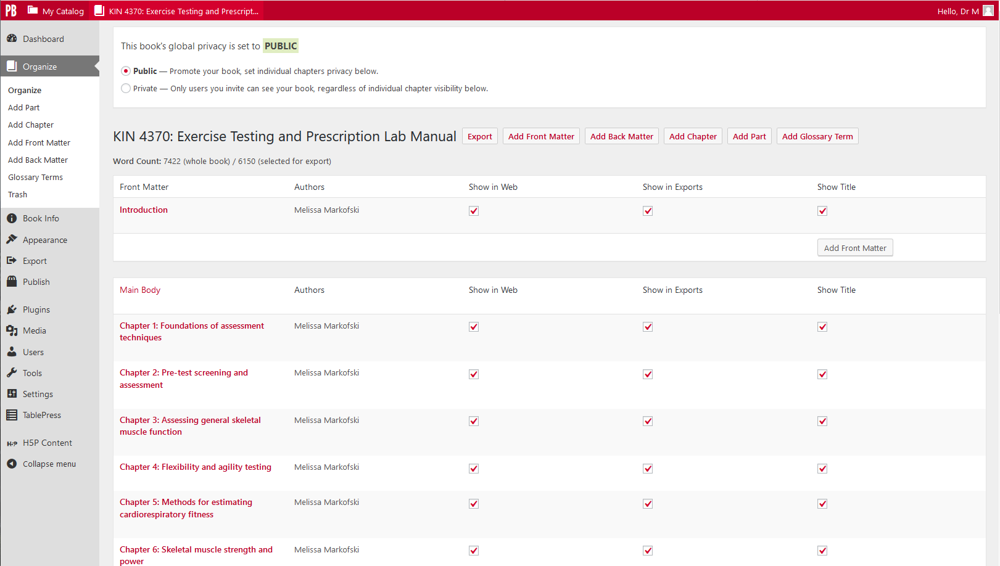 PB My Catalog KIN 4370: Exercise Testing and Prescript... Hello, Dr M
Dashboard
Organize
Organize
Add Part
Add Chapter
Add Front Matter
Add Back Matter
Glossary Terms
Trash
Book Info
Appearance
Export
Publish
Plugins
Media
Users
Tools
Settings
TablePress
H5P H5P Content
Collapse menu
This book's global privacy is set to PUBLIC
Public — Promote your book, set individual chapters privacy below.
Private — Only users you invite can see your book, regardless of individual chapter visibility below.
KIN 4370: Exercise Testing and Prescription Lab Manual Export Add Front Matter Add Back Matter Add Chapter Add Part Add Glossary Term
Word Count: 7422 (whole book) / 6150 (selected for export)
Front Matter Authors Show in Web Show in Exports Show Title
Introduction Melissa Markofski
Add Front Matter
Main Body Authors Show in Web Show in Exports Show Title
Chapter 1: Foundations of assessment Melissa Markofski
techniques
Chapter 2: Pre-test screening and Melissa Markofski
assessment
Chapter 3: Assessing general skeletal Melissa Markofski
muscle function
Chapter 4: Flexibility and agility testing Melissa Markofski
Chapter 5: Methods for estimating Melissa Markofski
cardiorespiratory fitness
Chapter 6: Skeletal muscle strength and Melissa Markofski
power